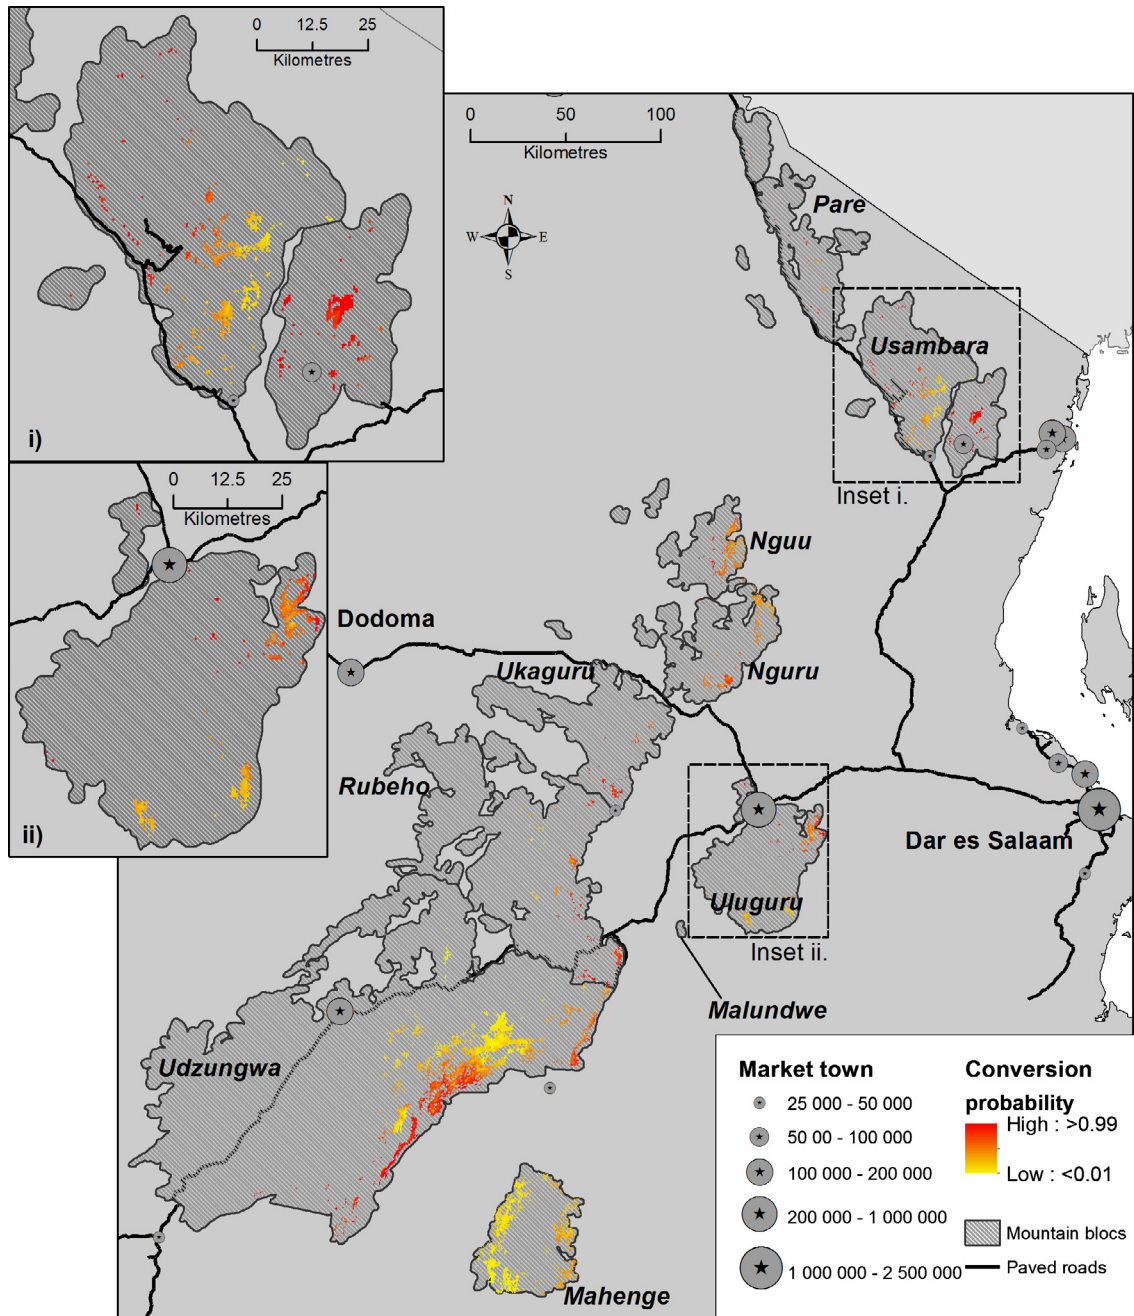 0 12.5 25
Kilometres
i)
0 50 100
Kilometres
N
W E
S
Pare
Usambara
Inset i.
0 12.5 25
Kilometres
ii)
Nguu
Dodoma
Ukaguru
Nguru
Rubeho
Dar es Salaam
Uluguru
Inset ii.
Malundwe
Udzungwa
Mahenge
Market town
25 000 - 50 000
50 00 - 100 000
100 000 - 200 000
200 000 - 1 000 000
1 000 000 - 2 500 000
Conversion
probability
High : >0.99
Low : <0.01
Mountain blocs
Paved roads